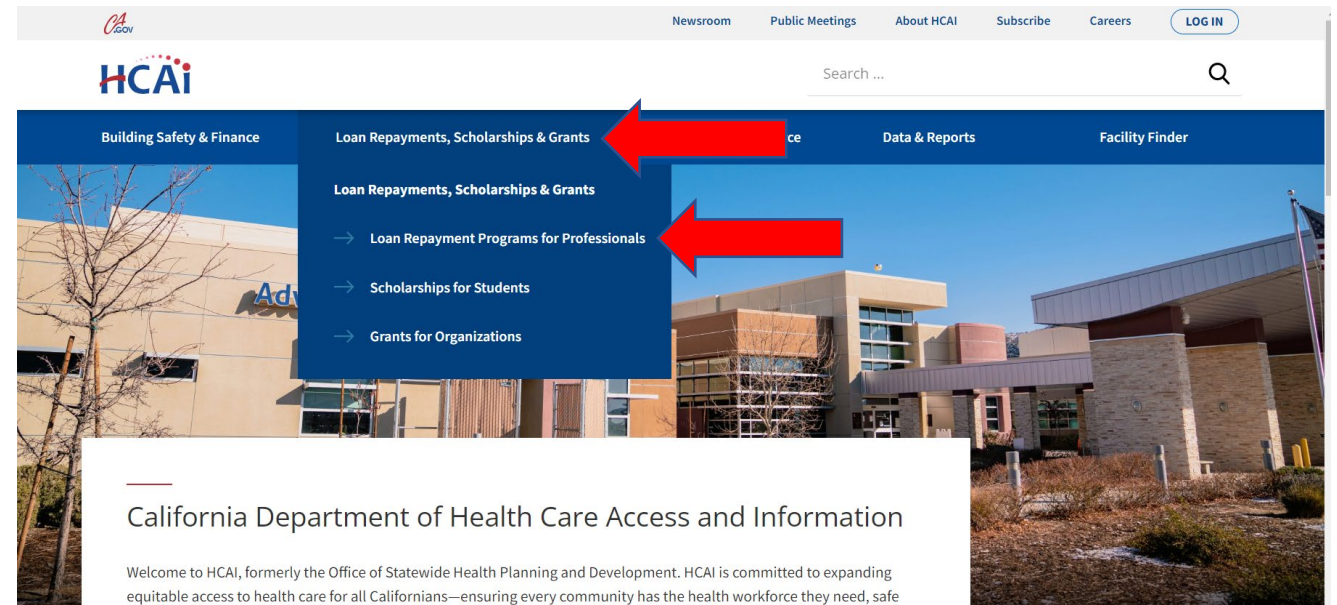 CA.GOV
Newsroom Public Meetings About HCAI Subscribe Careers LOG IN
HCAi
Search ...
Building Safety & Finance Loan Repayments, Scholarships & Grants Data & Reports Facility Finder
Loan Repayments, Scholarships & Grants
→ Loan Repayment Programs for Professionals
→ Scholarships for Students
→ Grants for Organizations
California Department of Health Care Access and Information
Welcome to HCAI, formerly the Office of Statewide Health Planning and Development. HCAI is committed to expanding
equitable access to health care for all Californians—ensuring every community has the health workforce they need, safe